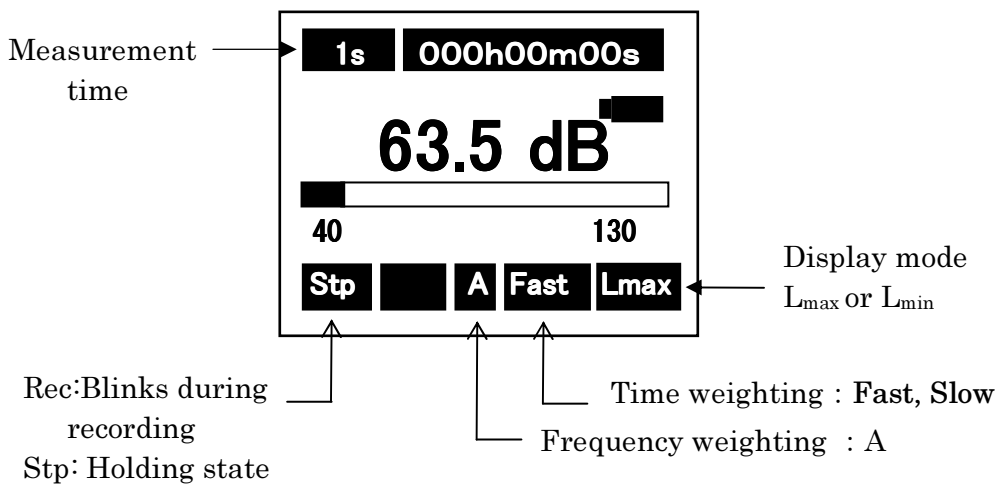 Measurement
time
1s 000h00m00s
63.5 dB
40 130
Stp A Fast Lmax
Display mode
Lmax or Lmin
Rec:Blinks during
recording
Stp: Holding state
Time weighting : Fast, Slow
Frequency weighting : A